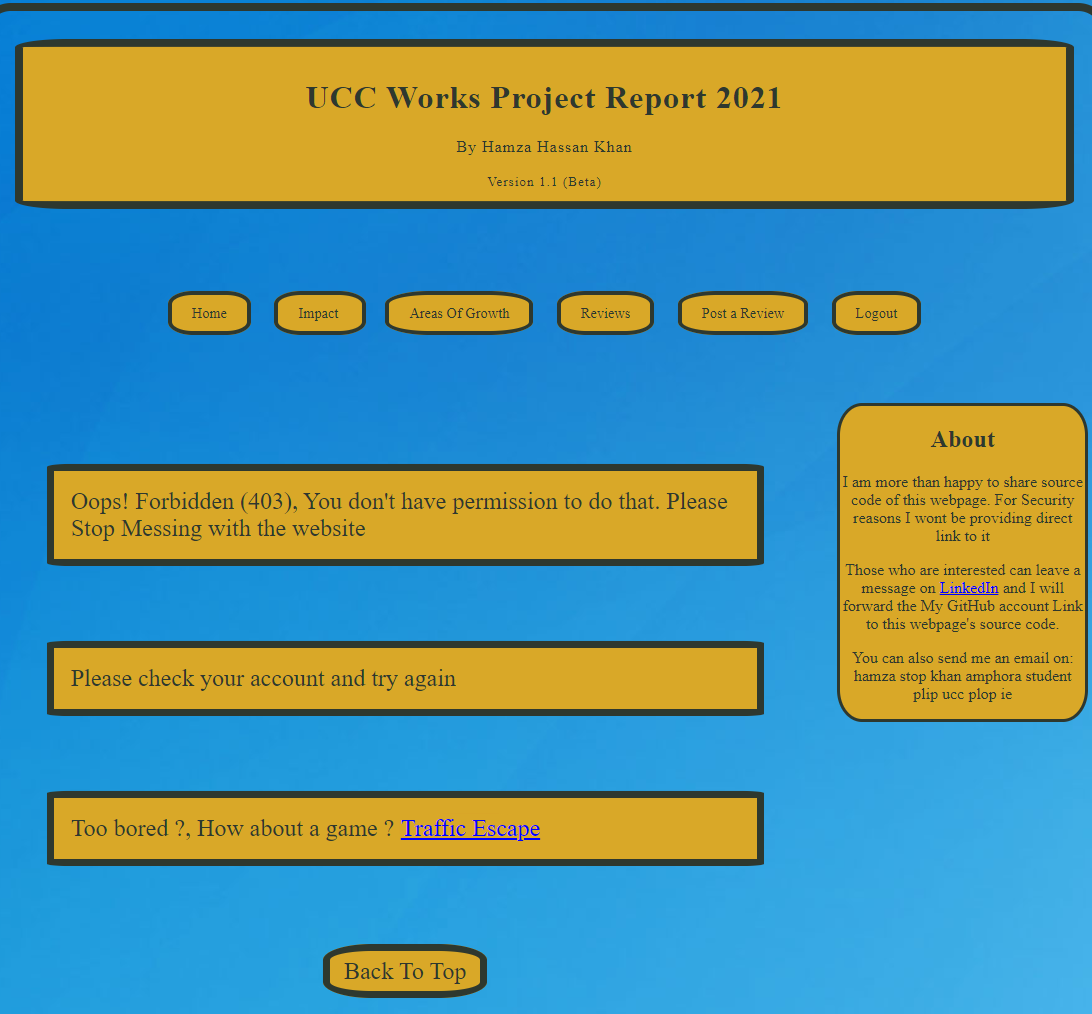 UCC Works Project Report 2021
By Hamza Hassan Khan
Version 1.1 (Beta)
Home Impact Areas Of Growth Reviews Post a Review Logout
Oops! Forbidden (403), You don't have permission to do that. Please
Stop Messing with the website
Please check your account and try again
Too bored ?, How about a game ? Traffic Escape
Back To Top
About
I am more than happy to share source
code of this webpage. For Security
reasons I wont be providing direct
link to it
Those who are interested can leave a
message on LinkedIn and I will
forward the My GitHub account Link
to this webpage's source code.
You can also send me an email on:
hamza stop khan amphora student
plip ucc plop ie